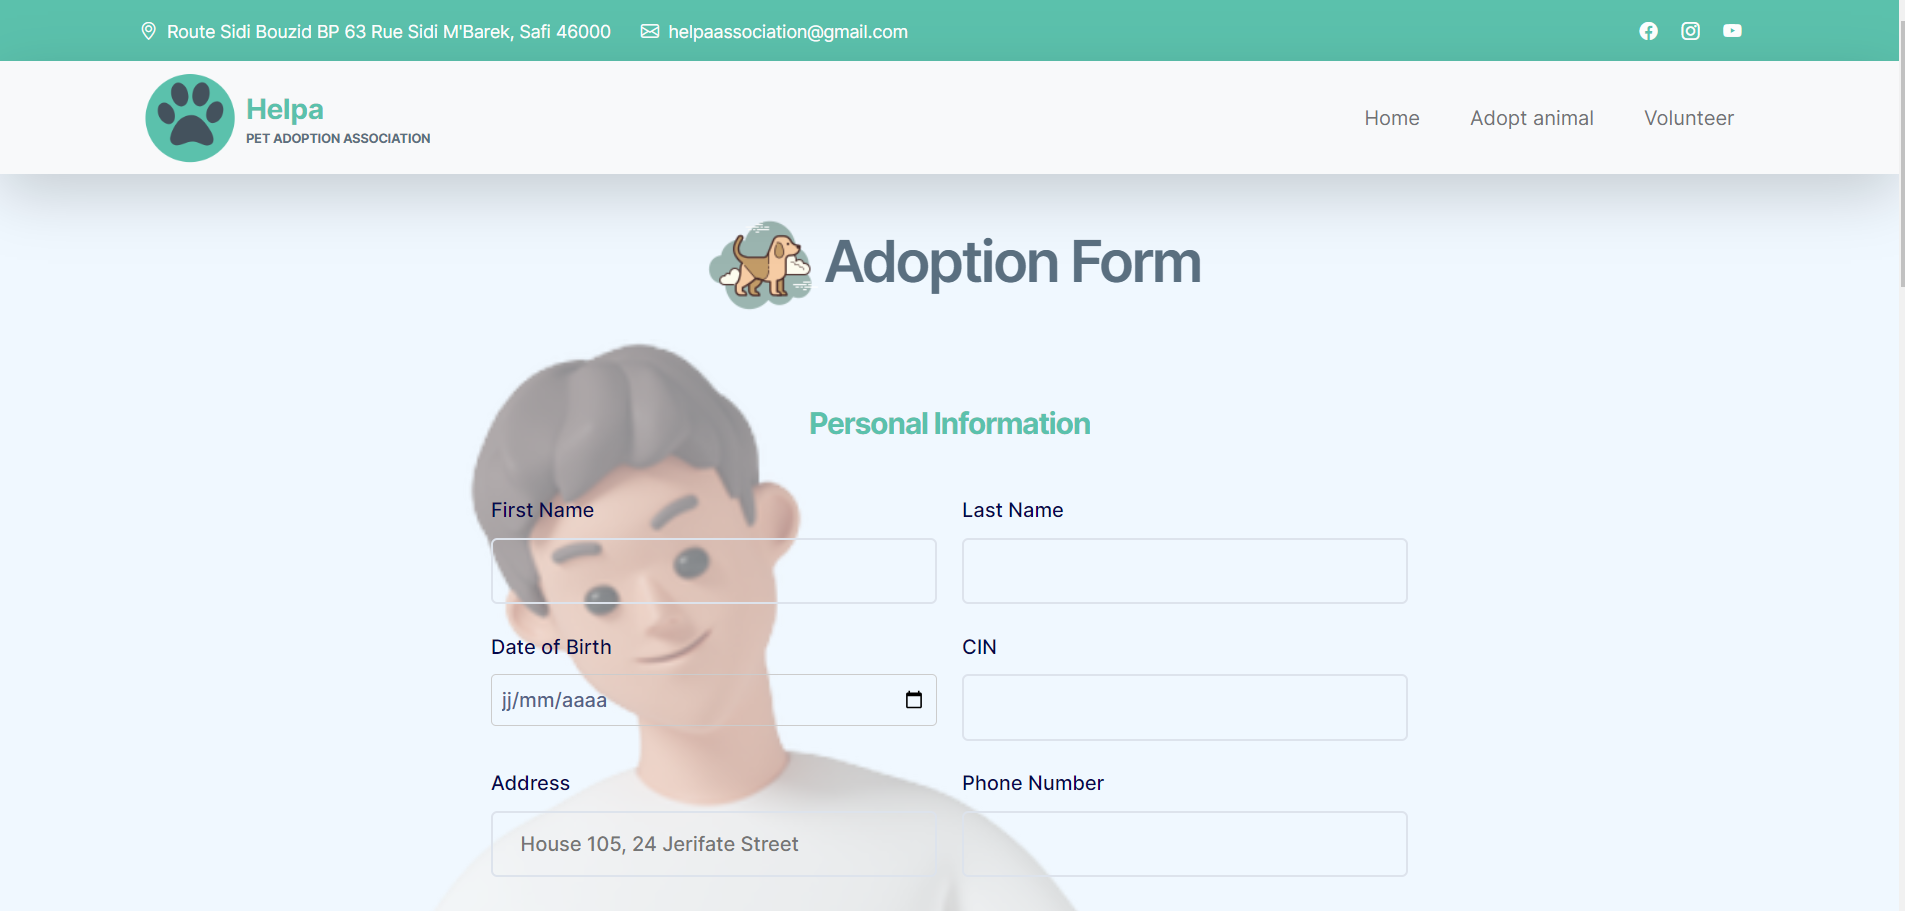 Route Sidi Bouzid BP 63 Rue Sidi M'Barek, Safi 46000
helpaassociation@gmail.com
Helpa
PET ADOPTION ASSOCIATION
Home
Adopt animal
Volunteer
Adoption Form
Personal Information
First Name
Last Name
Date of Birth
CIN
jj/mm/aaaa
Address
Phone Number
House 105, 24 Jerifate Street